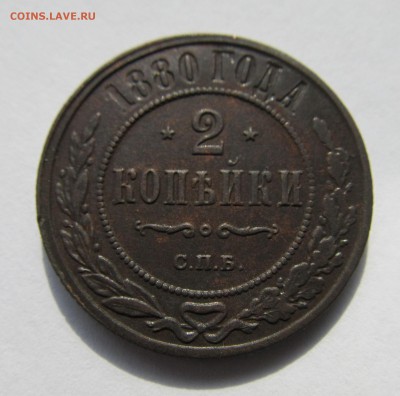 COINS.LAVE.RU
1880 ГОДА
* 2 *
КОПѢЙКИ
С.П.Б.